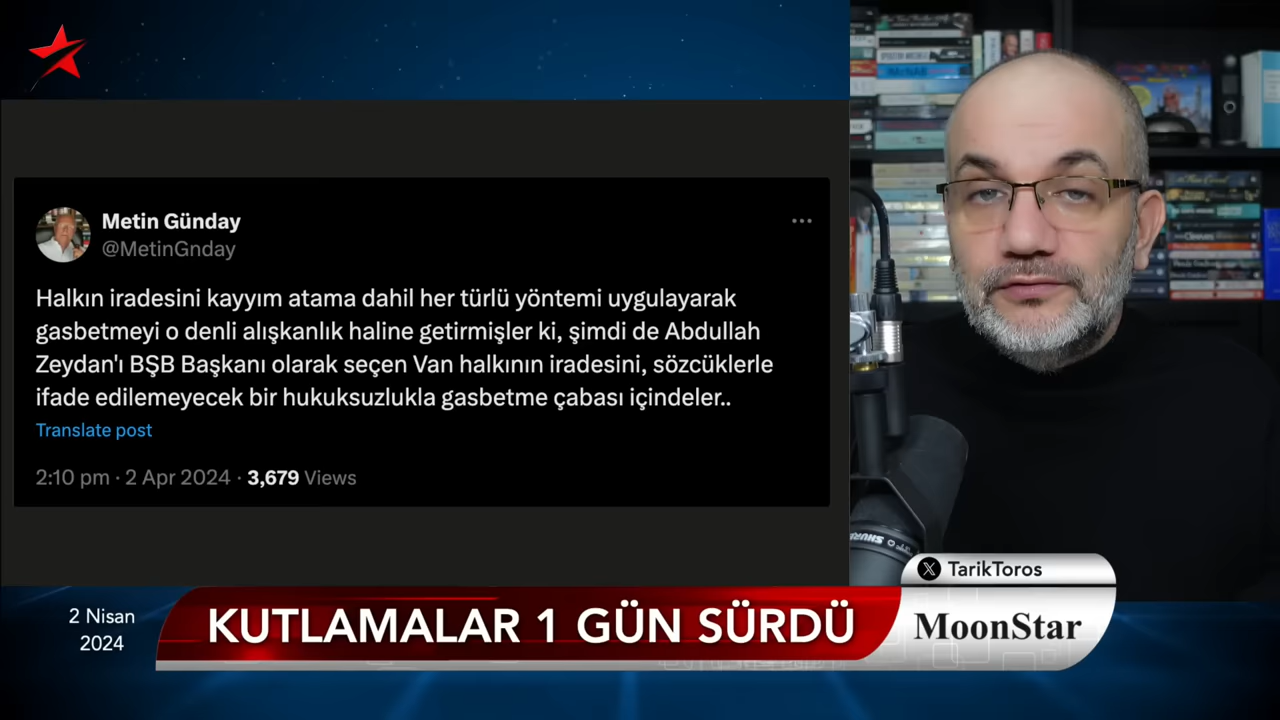 Metin Günday
@MetinGnday
Halkın iradesini kayyım atama dahil her türlü yöntemi uygulayarak
gasbetmeyi o denli alışkanlık haline getirmişler ki, şimdi de Abdullah
Zeydan'ı BŞB Başkanı olarak seçen Van halkının iradesini, sözcüklerle
ifade edilemeyecek bir hukuksuzlukla gasbetme çabası içindeler..
Translate post
2:10 pm · 2 Apr 2024 · 3,679 Views
SHURE
TarikToros
2 Nisan
2024
KUTLAMALAR 1 GÜN SÜRDÜ
MoonStar